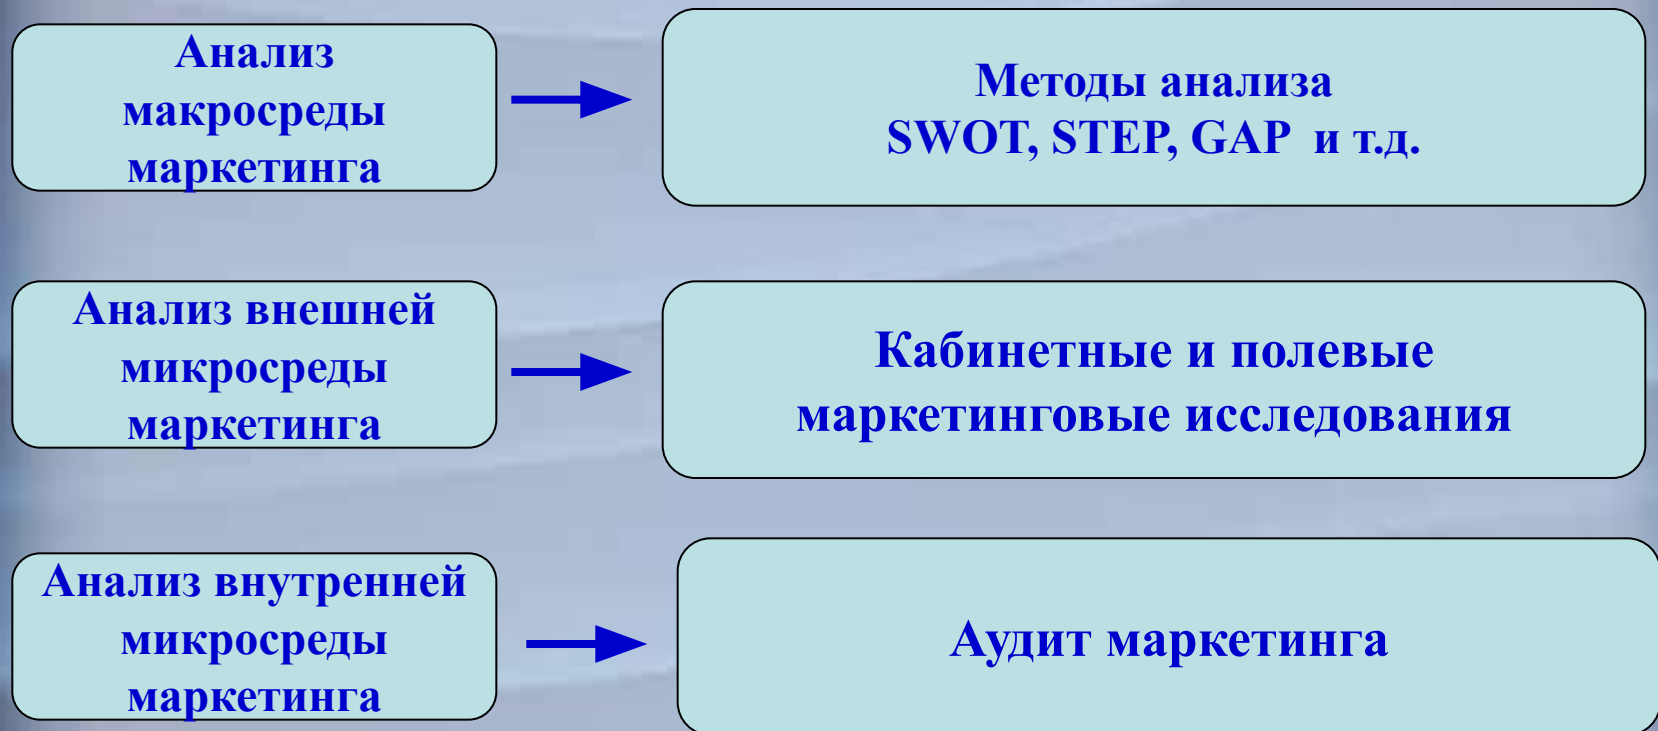 Анализ
макросреды
маркетинга
Методы анализа
SWOT, STEP, GAP и т.д.
Анализ внешней
микросреды
маркетинга
Кабинетные и полевые
маркетинговые исследования
Анализ внутренней
микросреды
маркетинга
Аудит маркетинга